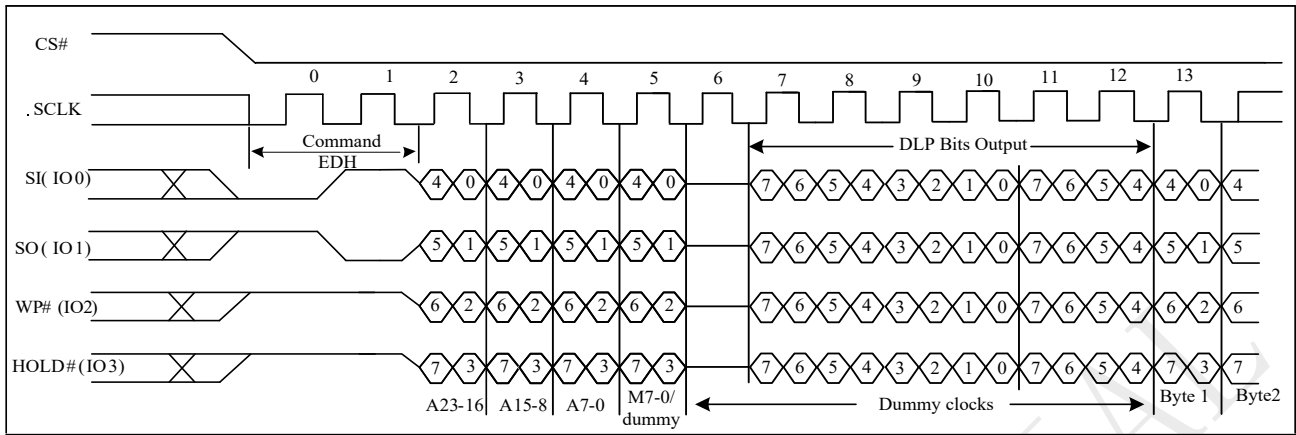 CS#
0 1 2 3 4 5 6 7 8 9 10 11 12 13
. SCLK
Command
EDH
DLP Bits Output
SI( IO0) 4 0 4 0 4 0 4 0 7 6 5 4 3 2 1 0 7 6 5 4 4 0 4
SO ( IO1) 5 1 5 1 5 1 5 1 7 6 5 4 3 2 1 0 7 6 5 4 5 1 5
WP# (IO2) 6 2 6 2 6 2 6 2 7 6 5 4 3 2 1 0 7 6 5 4 6 2 6
HOLD# (IO3) 7 3 7 3 7 3 7 3 7 6 5 4 3 2 1 0 7 6 5 4 7 3 7
A23-16 A15-8 A7-0 M7-0/
dummy
Dummy clocks
Byte 1 Byte2